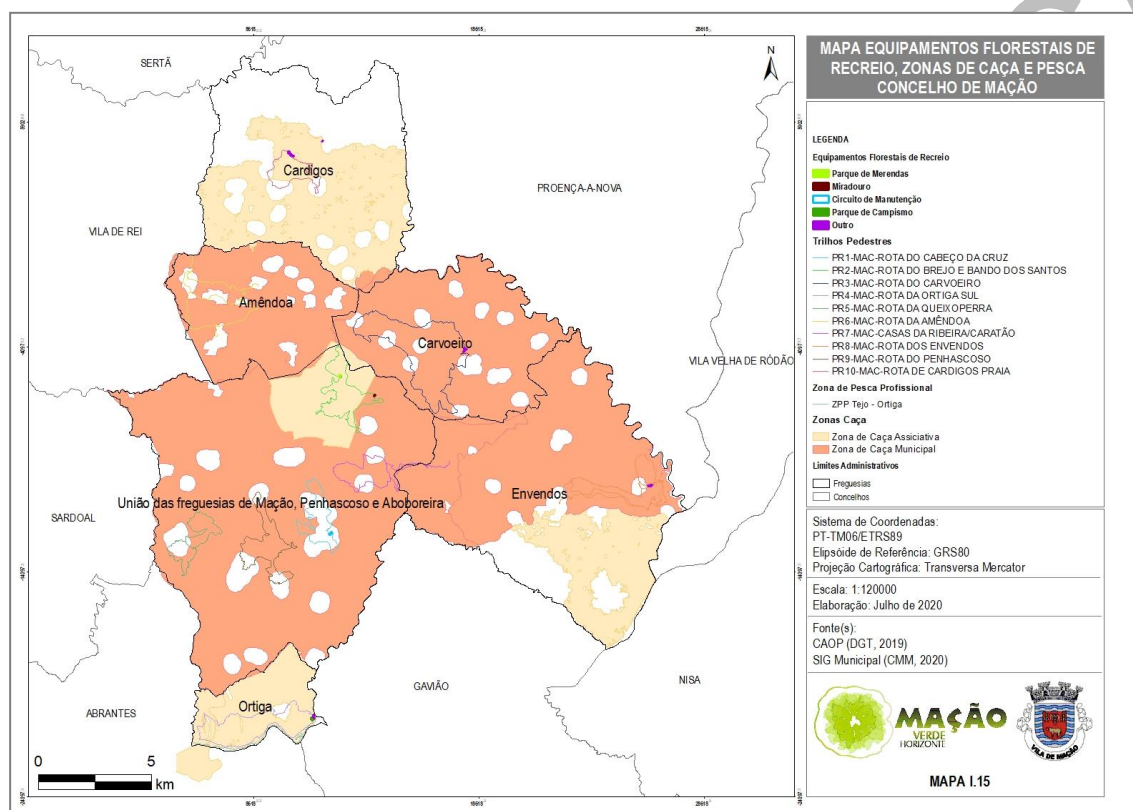 MAPA EQUIPAMENTOS FLORESTAIS DE
RECREIO, ZONAS DE CAÇA E PESCA
CONCELHO DE MAÇÃO
LEGENDA
Equipamentos Florestais de Recreio
Parque de Merendas
Miradouro
Circuito de Manutenção
Parque de Campismo
Outro
Trilhos Pedestres
PR1-MAC-ROTA DO CABEÇO DA CRUZ
PR2-MAC-ROTA DO BREJO E BANDO DOS SANTOS
PR3-MAC-ROTA DO CARVOEIRO
PR4-MAC-ROTA DA ORTIGA SUL
PR5-MAC-ROTA DA QUEIXOPERRA
PR6-MAC-ROTA DA AMÊNDOA
PR7-MAC-CASAS DA RIBEIRA/CARATÃO
PR8-MAC-ROTA DOS ENVENDOS
PR9-MAC-ROTA DO PENHASCOSO
PR10-MAC-ROTA DE CARDIGOS PRAIA
Zona de Pesca Profissional
ZPP Tejo - Ortiga
Zonas Caça
Zona de Caça Assiciativa
Zona de Caça Municipal
Limites Administrativos
Freguesias
Concelhos
Sistema de Coordenadas:
PT-TM06/ETRS89
Elipsóide de Referência: GRS80
Projeção Cartográfica: Transversa Mercator
Escala: 1:120000
Elaboração: Julho de 2020
Fonte(s):
CAOP (DGT, 2019)
SIG Municipal (CMM, 2020)
MAÇÃO
VERDE
HORIZONTE
VILA DE MAÇÃO
MAPA I.15
N
SERTÃ
Cardigos
PROENÇA-A-NOVA
VILA DE REI
Amêndoa
Carvoeiro
VILA VELHA DE RÓDÃO
Envendos
União das freguesias de Mação, Penhascoso e Aboboreira
SARDOAL
GAVIÃO
NISA
ABRANTES
Ortiga
0 5
km